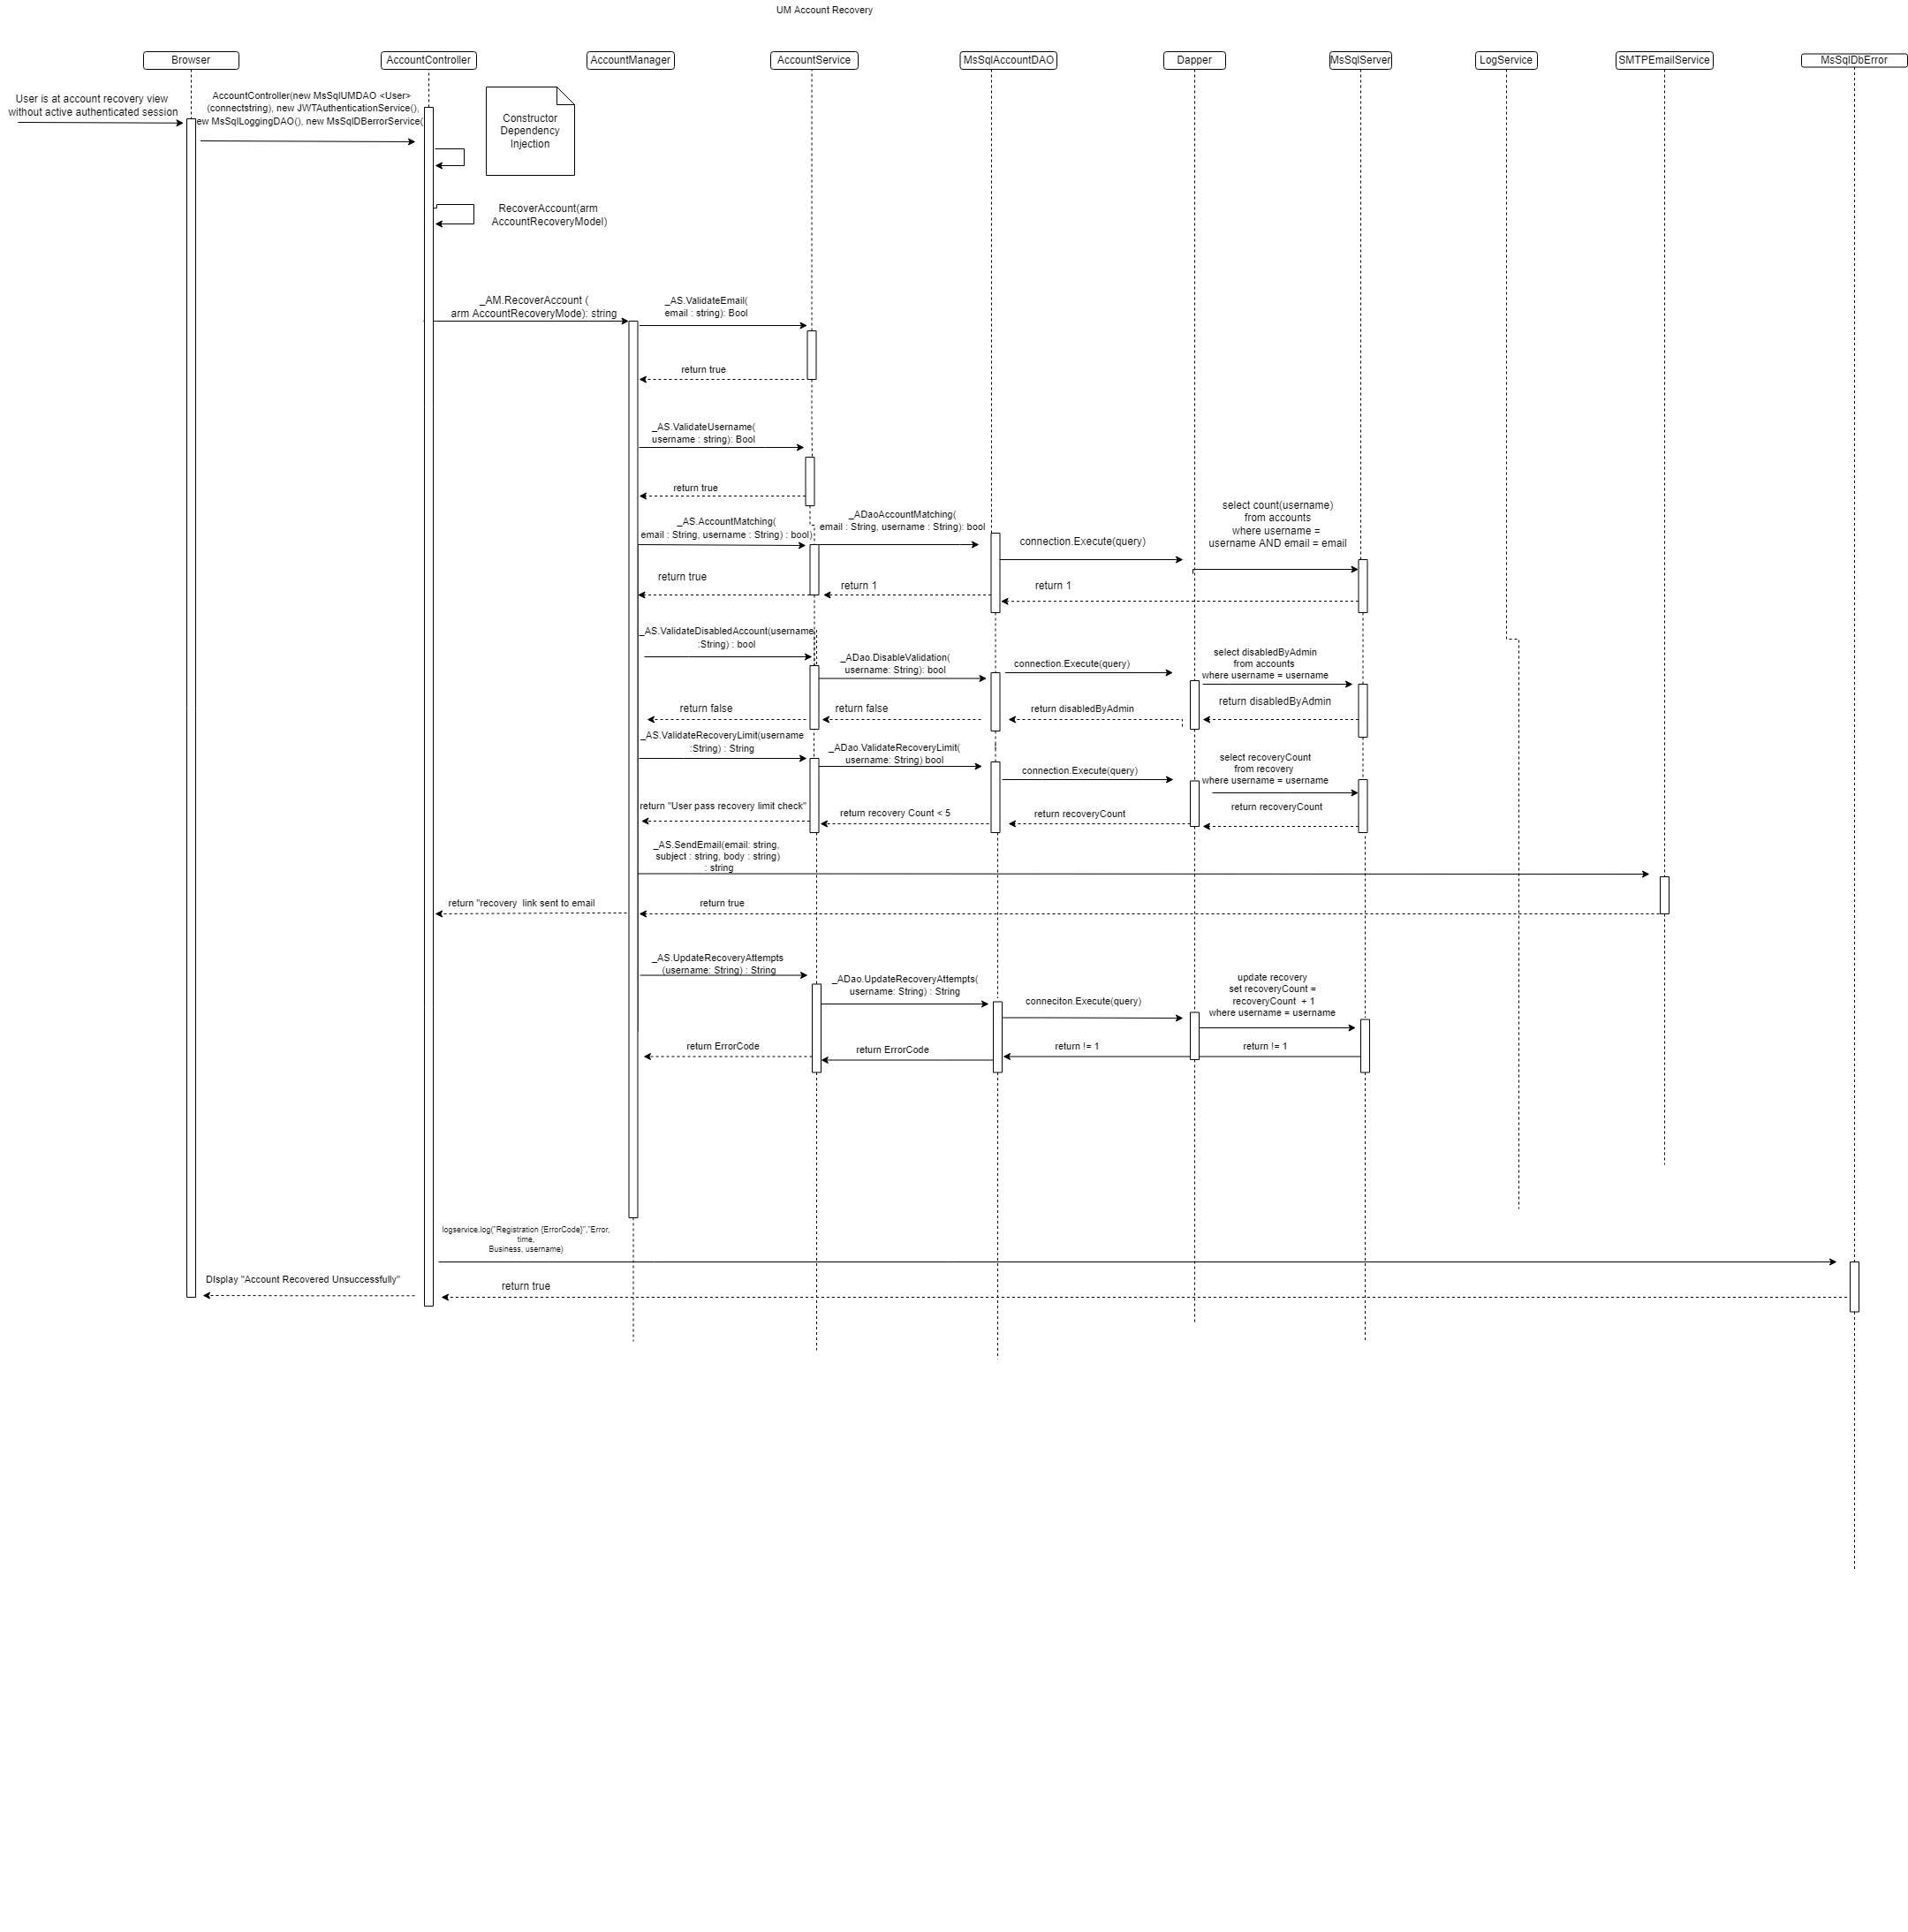 UM Account Recovery
Browser
AccountController
AccountManager
AccountService
MsSqlAccountDAO
Dapper
MsSqlServer
LogService
SMTPEmailService
MsSqlDbError
User is at account recovery view
without active authenticated session
AccountController(new MsSqlUMDAO <User>
(connectstring), new JWTAuthenticationService(),
ew MsSqlLoggingDAO(), new MsSqlDBerrorService(
Constructor
Dependency
Injection
RecoverAccount(arm
AccountRecoveryModel)
_AM.RecoverAccount (
arm AccountRecoveryMode): string
_AS.ValidateEmail(
email : string): Bool
return true
_AS.ValidateUsername(
username : string): Bool
return true
_AS.AccountMatching(
email : String, username : String) : bool)
_ADaoAccountMatching(
email : String, username : String): bool
connection.Execute(query)
select count(username)
from accounts
where username =
username AND email = email
return true
return 1
return 1
_AS.ValidateDisabledAccount(username
:String) : bool
_ADao.DisableValidation(
username: String): bool
connection.Execute(query)
select disabledByAdmin
from accounts
where username = username
return false
return false
return disabledByAdmin
return disabledByAdmin
_AS.ValidateRecoveryLimit(username
:String) : String
_ADao.ValidateRecoveryLimit(
username: String) bool
connection.Execute(query)
select recoveryCount
from recovery
where username = username
return "User pass recovery limit check"
return recovery Count < 5
return recoveryCount
return recoveryCount
_AS.SendEmail(email: string,
subject : string, body : string)
: string
return "recovery  link sent to email
return true
_AS.UpdateRecoveryAttempts
(username: String) : String
_ADao.UpdateRecoveryAttempts(
username: String) : String
conneciton.Execute(query)
update recovery
set recoveryCount =
recoveryCount  + 1
where username = username
return ErrorCode
return ErrorCode
return != 1
return != 1
logservice.log("Registration {ErrorCode}","Error,
time,
Business, username)
DIsplay "Account Recovered Unsuccessfully"
return true